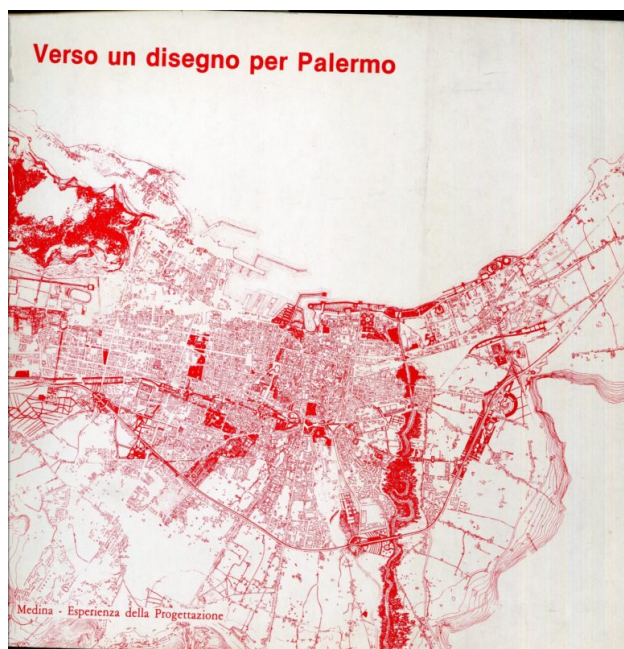 Verso un disegno per Palermo
Medina - Esperienza della Progettazione